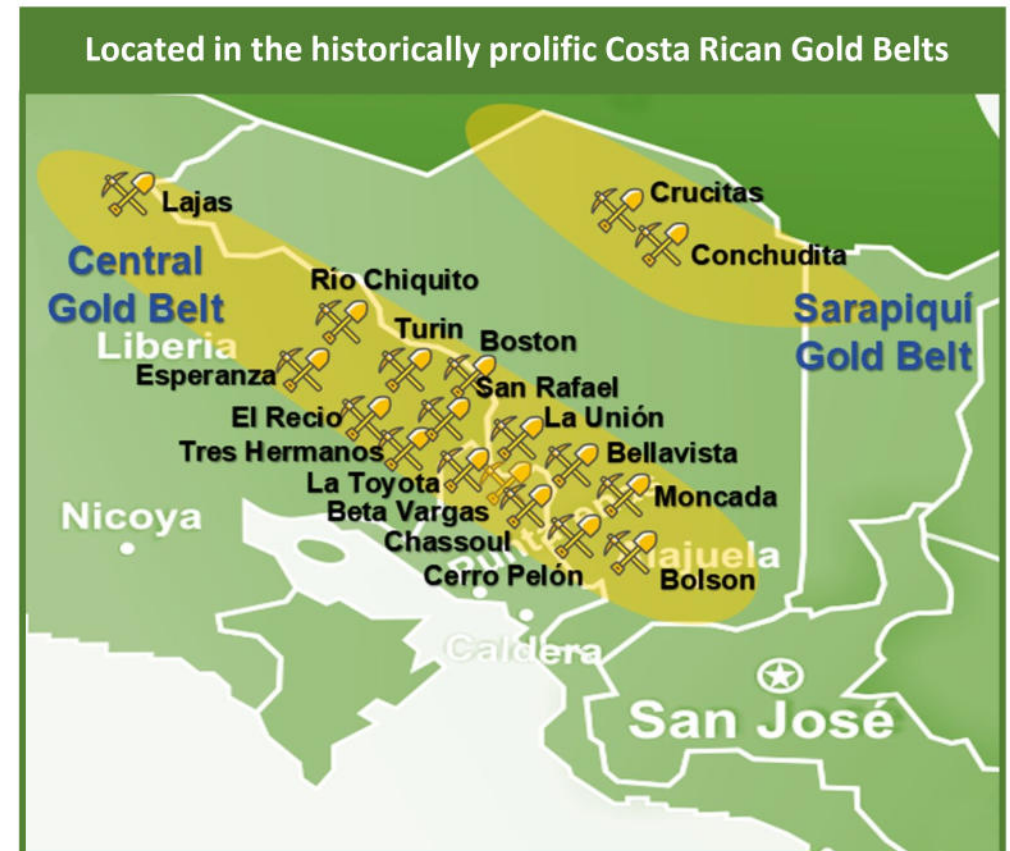 Located in the historically prolific Costa Rican Gold Belts
Crucitas
Lajas
Conchudita
Central
Gold Belt
Río Chiquito
Sarapiquí
Gold Belt
Turin
Boston
Liberia
Esperanza
San Rafael
El Recio
La Unión
Tres Hermanos
Bellavista
La Toyota
Moncada
Beta Vargas
Nicoya
Chassoul
Cerro Pelón
Bolson
Caldera
San José